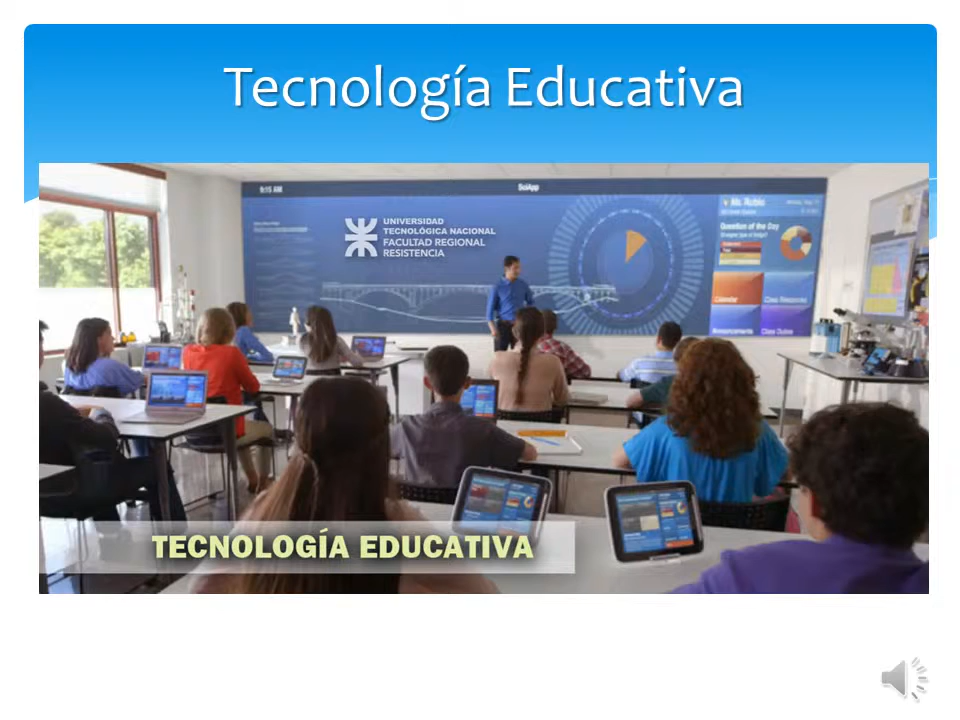 Tecnología Educativa
9:15 AM
SciApp
UNIVERSIDAD
TECNOLÓGICA NACIONAL
FACULTAD REGIONAL
RESISTENCIA
Ms. Rubio
Question of the Day
Calendar
Class Resources
Announcements
Class Dates
TECNOLOGÍA EDUCATIVA